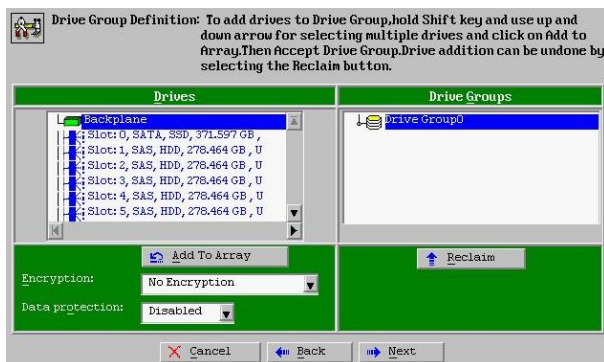 Drive Group Definition: To add drives to Drive Group,hold Shift key and use up and
down arrow for selecting multiple drives and click on Add to
Array.Then Accept Drive Group.Drive addition can be undone by
selecting the Reclaim button.
Drives
Backplane
Slot: 0, SATA, SSD, 371.597 GB ,
Slot: 1, SAS, HDD, 278.464 GB , U
Slot: 2, SAS, HDD, 278.464 GB , U
Slot: 3, SAS, HDD, 278.464 GB , U
Slot: 4, SAS, HDD, 278.464 GB , U
Slot: 5, SAS, HDD, 278.464 GB , U
Drive Groups
Drive Group0
Add To Array
Reclaim
Encryption: No Encryption
Data protection: Disabled
Cancel Back Next